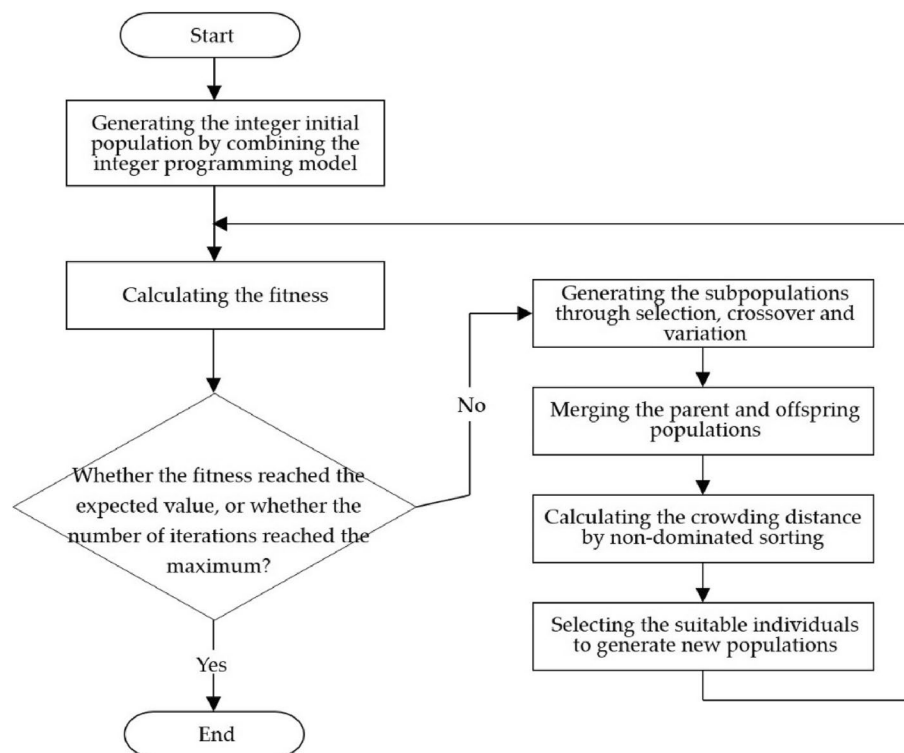 Start
Generating the integer initial
population by combining the
integer programming model
Calculating the fitness
Whether the fitness reached the
expected value, or whether the
number of iterations reached the
maximum?
Yes
End
No
Generating the subpopulations
through selection, crossover and
variation
Merging the parent and offspring
populations
Calculating the crowding distance
by non-dominated sorting
Selecting the suitable individuals
to generate new populations